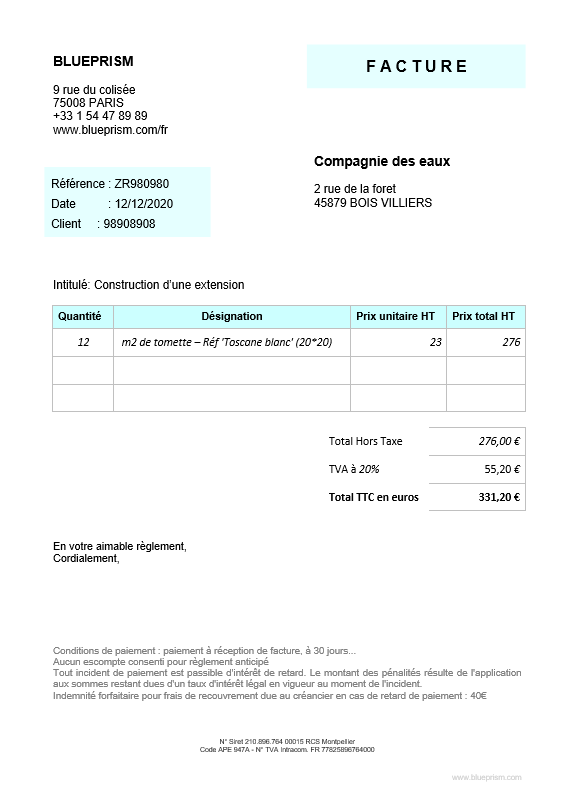 BLUEPRISM
FACTURE
9 rue du colisée
75008 PARIS
+33 1 54 47 89 89
www.blueprism.com/fr
Compagnie des eaux
2 rue de la foret
45879 BOIS VILLIERS
Référence : ZR980980
Date : 12/12/2020
Client : 98908908
Intitulé: Construction d'une extension
Quantité Désignation Prix unitaire HT Prix total HT
12 m2 de tomette – Réf 'Toscane blanc' (20*20) 23 276
Total Hors Taxe 276,00 €
TVA à 20% 55,20 €
Total TTC en euros 331,20 €
En votre aimable règlement,
Cordialement,
Conditions de paiement : paiement à réception de facture, à 30 jours...
Aucun escompte consenti pour règlement anticipé
Tout incident de paiement est passible d'intérêt de retard. Le montant des pénalités résulte de l'application
aux sommes restant dues d'un taux d'intérêt légal en vigueur au moment de l'incident.
Indemnité forfaitaire pour frais de recouvrement due au créancier en cas de retard de paiement : 40€
N° Siret 210.896.764 00015 RCS Montpellier
Code APE 947A - N° TVA Intracom. FR 77825896764000
www.blueprism.com